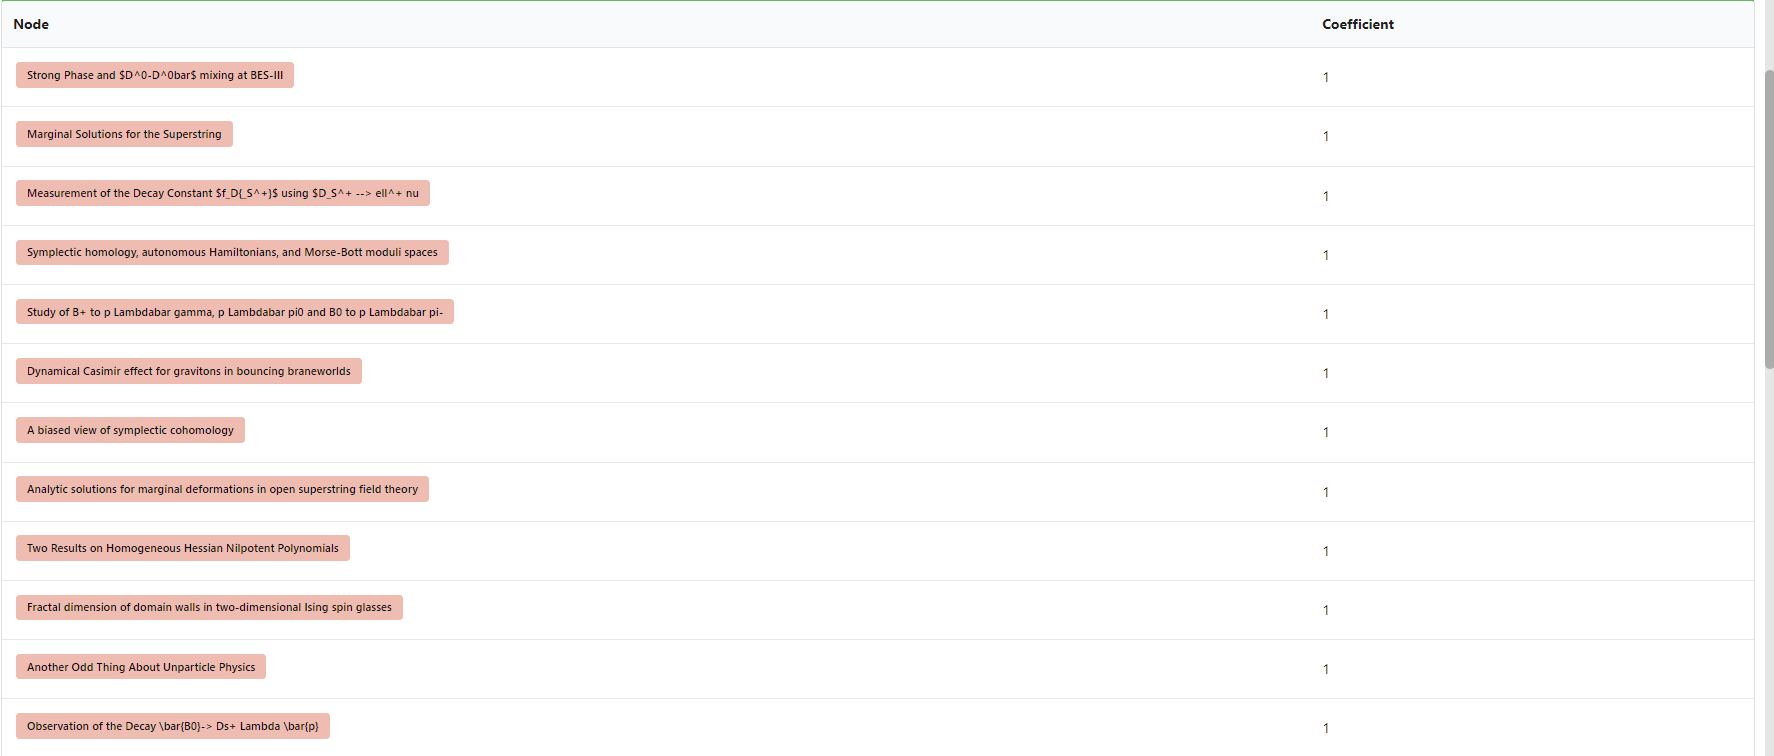 Node Coefficient
Strong Phase and $D^0-D^0bar$ mixing at BES-III 1
Marginal Solutions for the Superstring 1
Measurement of the Decay Constant $f_D{_S^+}$ using $D_S^+ --> ell^+ nu 1
Symplectic homology, autonomous Hamiltonians, and Morse-Bott moduli spaces 1
Study of B+ to p Lambdabar gamma, p Lambdabar pi0 and B0 to p Lambdabar pi- 1
Dynamical Casimir effect for gravitons in bouncing braneworlds 1
A biased view of symplectic cohomology 1
Analytic solutions for marginal deformations in open superstring field theory 1
Two Results on Homogeneous Hessian Nilpotent Polynomials 1
Fractal dimension of domain walls in two-dimensional Ising spin glasses 1
Another Odd Thing About Unparticle Physics 1
Observation of the Decay \bar{B0}-> Ds+ Lambda \bar{p} 1